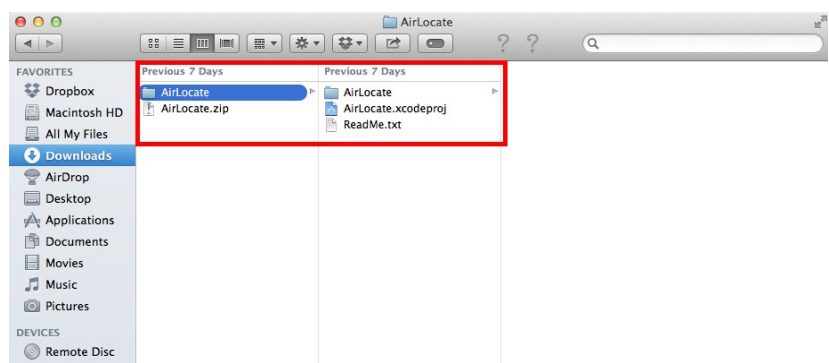 AirLocate
FAVORITES
Dropbox
Macintosh HD
All My Files
Downloads
AirDrop
Desktop
Applications
Documents
Movies
Music
Pictures
DEVICES
Remote Disc
Previous 7 Days
AirLocate
AirLocate.zip
Previous 7 Days
AirLocate
AirLocate.xcodeproj
ReadMe.txt
? ?